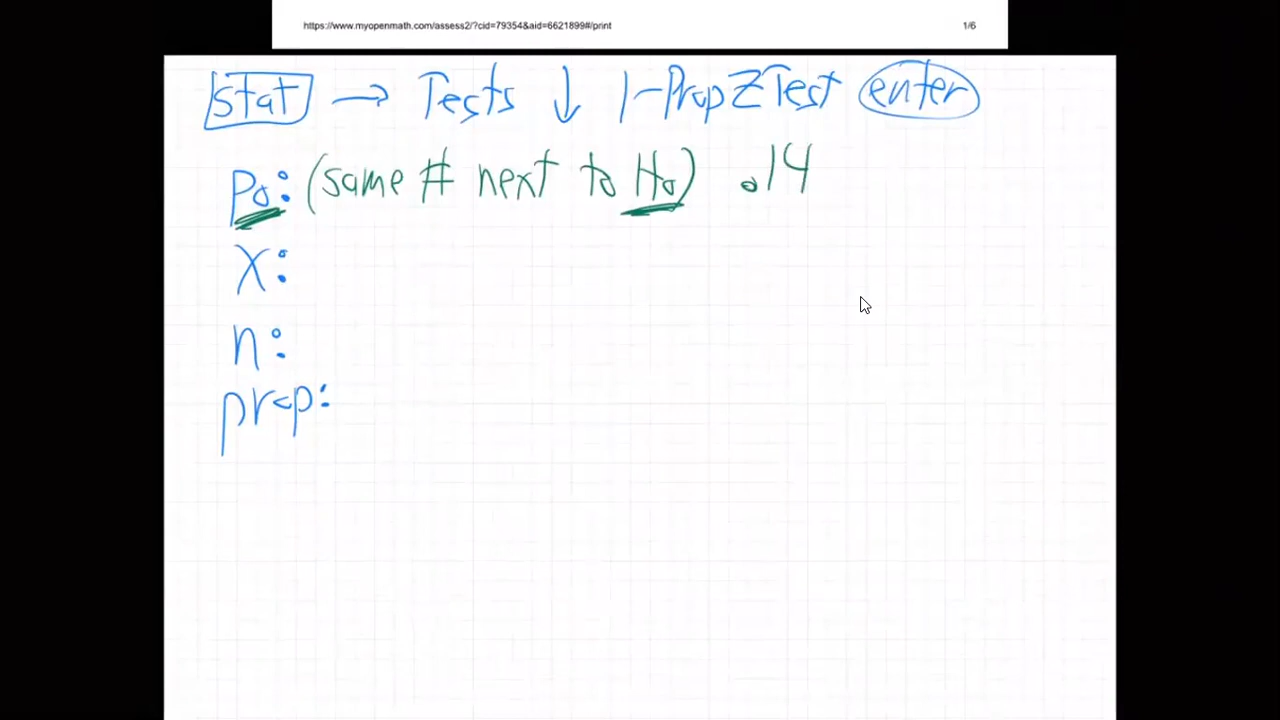 https://www.myopenmath.com/assess2/?cid=79354&aid=6621899#/print 1/6
stat → Tests ↓ 1-PropZTest enter
Po: (same # next to Ho) .14
x:
n:
prop: